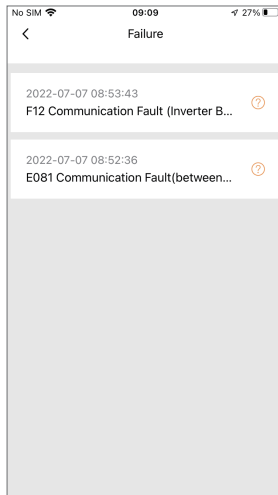 No SIM 09:09 27%
Failure
2022-07-07 08:53:43
F12 Communication Fault (Inverter B...
2022-07-07 08:52:36
E081 Communication Fault(between...